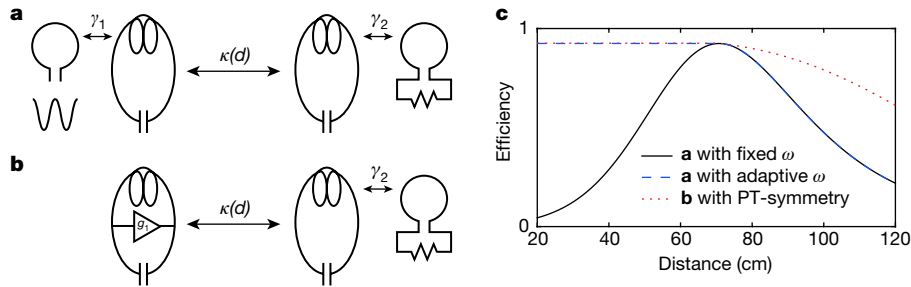 a
γ1
κ(d)
γ2
b
g1
κ(d)
γ2
c
1
Efficiency
0
a with fixed ω
a with adaptive ω
b with PT-symmetry
20 40 60 80 100 120
Distance (cm)